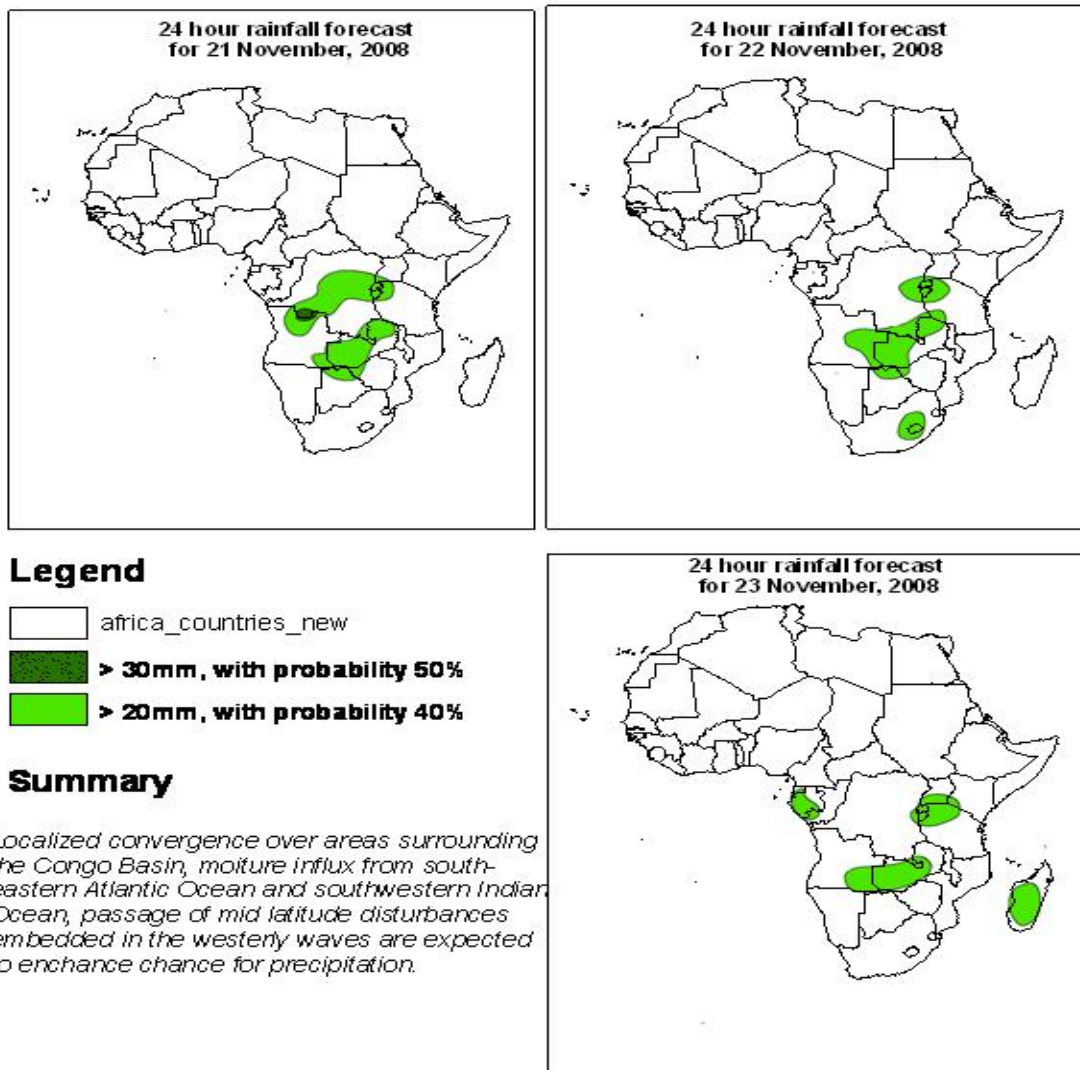 24 hour rainfall forecast
for 21 November, 2008
24 hour rainfall forecast
for 22 November, 2008
Legend
africa_countries_new
> 30mm, with probability 50%
> 20mm, with probability 40%
Summary
Localized convergence over areas surrounding
the Congo Basin, moiture influx from south-
eastern Atlantic Ocean and southwestern Indian
Ocean, passage of mid latitude disturbances
embedded in the westerly waves are expected
to enchance chance for precipitation.
24 hour rainfall forecast
for 23 November, 2008